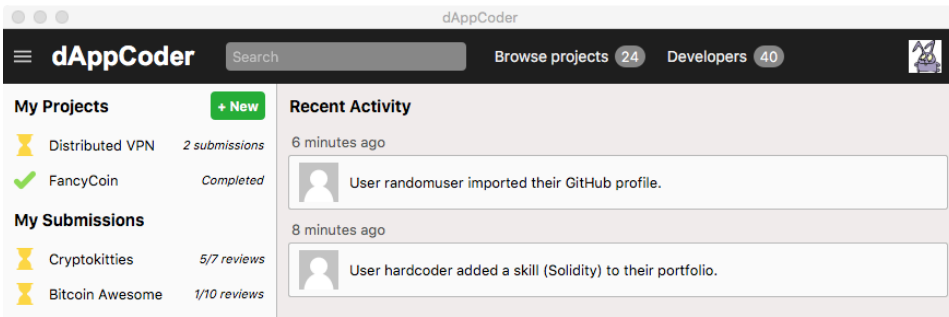 dAppCoder
dAppCoder Search Browse projects 24 Developers 40
My Projects + New
Distributed VPN 2 submissions
FancyCoin Completed
My Submissions
Cryptokitties 5/7 reviews
Bitcoin Awesome 1/10 reviews
Recent Activity
6 minutes ago
User randomuser imported their GitHub profile.
8 minutes ago
User hardcoder added a skill (Solidity) to their portfolio.